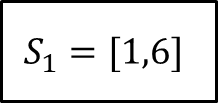 S₁ = [1,6]